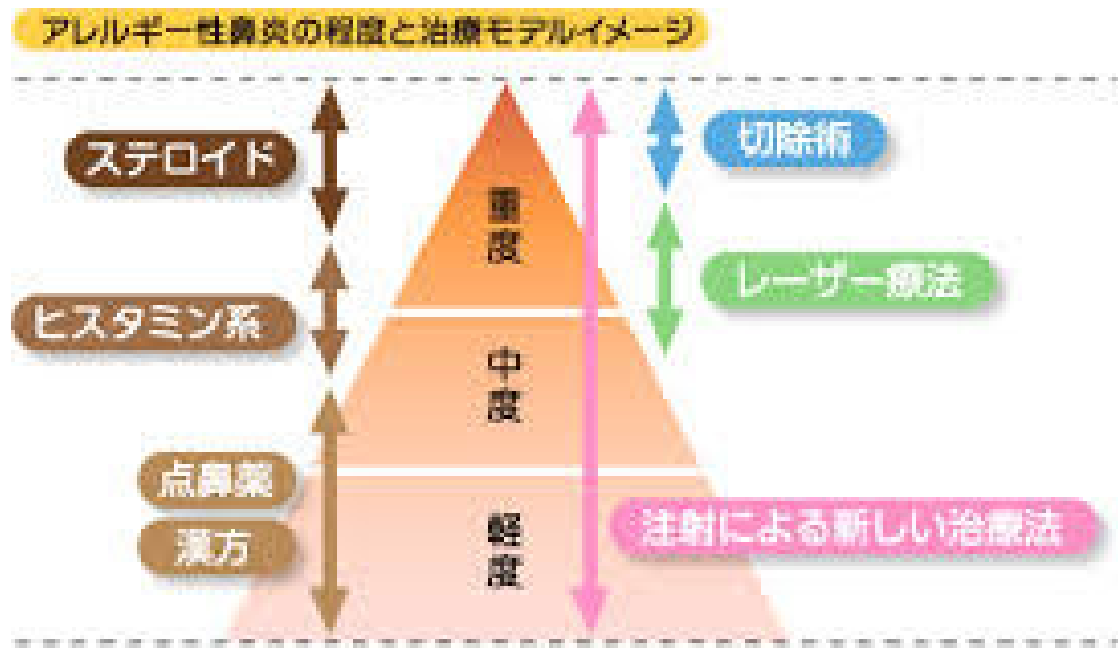 アレルギー性鼻炎の程度と治療モデルイメージ
ステロイド
ヒスタミン系
点鼻薬
漢方
重度
中度
軽度
切除術
レーザー療法
注射による新しい治療法